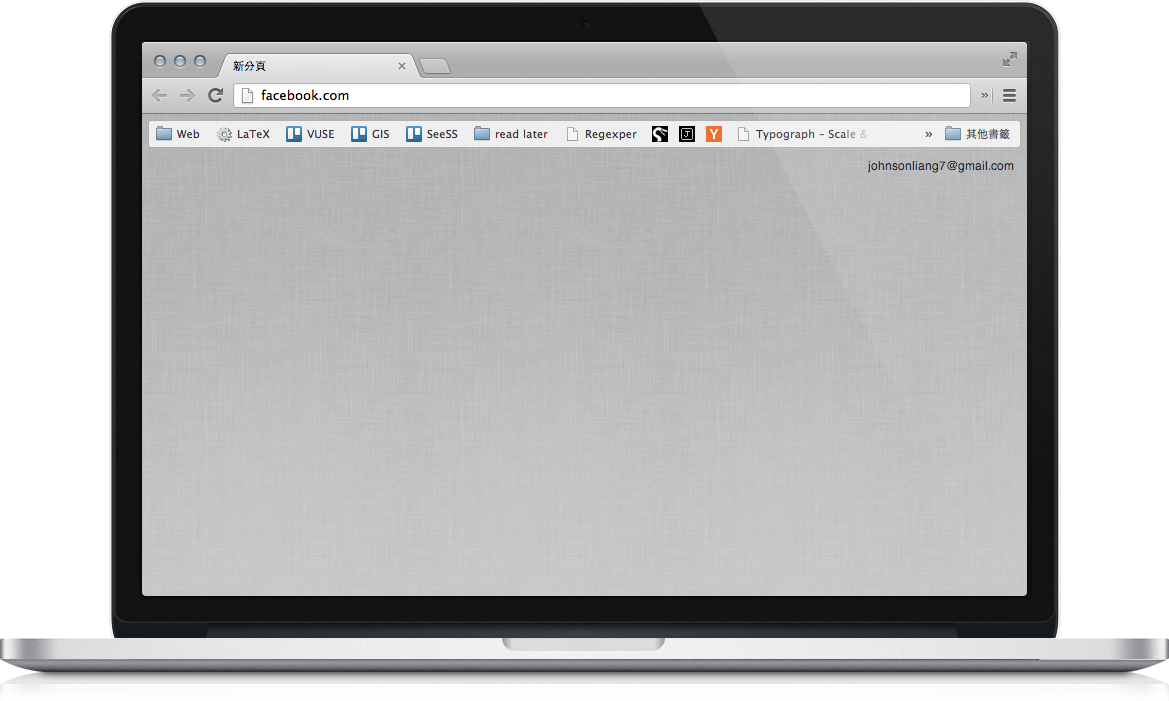 新分頁
facebook.com
Web LaTeX VUSE GIS SeeSS read later Regexper J Y Typograph – Scale & » 其他書籤
johnsonliang7@gmail.com